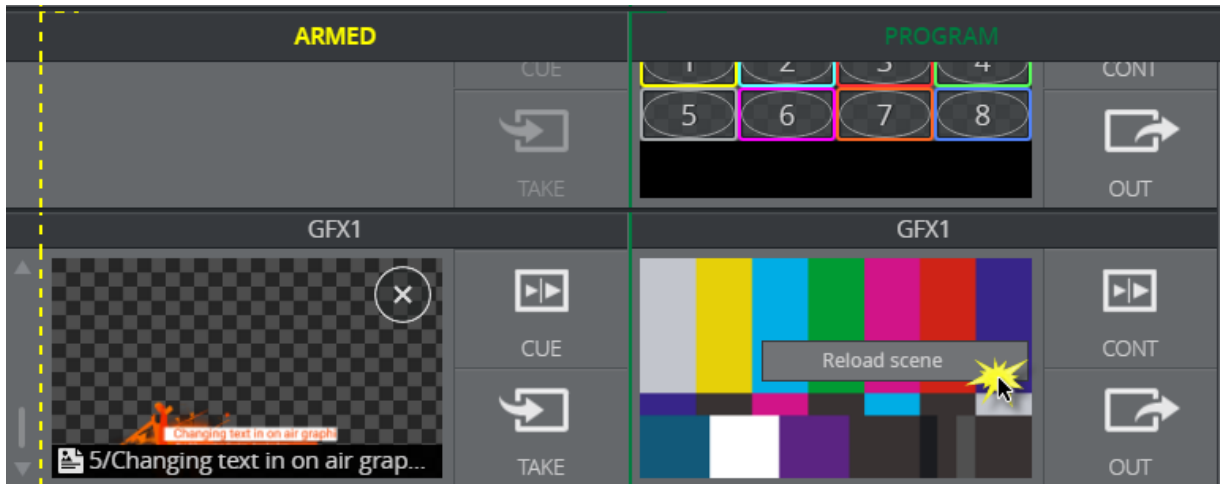 ARMED
PROGRAM
CUE
1 2 3 4
CONT
5 6 7 8
TAKE
OUT
GFX1
GFX1
CUE
Reload scene
CONT
Changing text in on air graphi
5/Changing text in on air grap...
TAKE
OUT